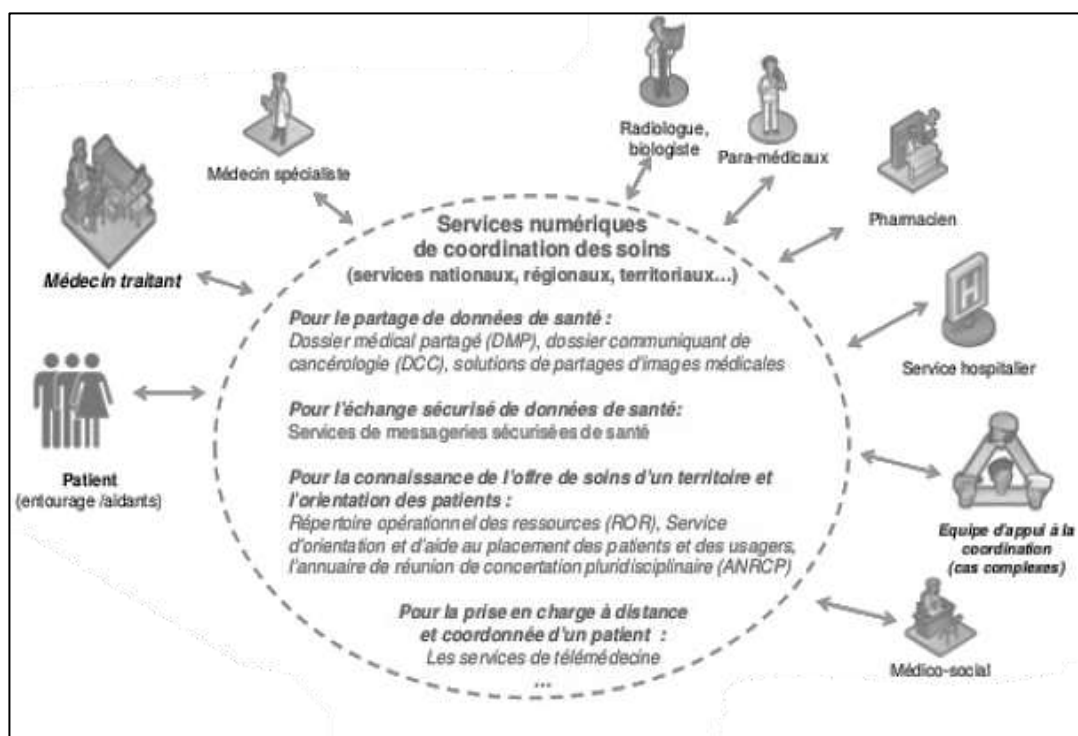 Radiologue,
biologiste
Para-médicaux
Médecin spécialiste
Pharmacien
Médecin traitant
Services numériques
de coordination des soins
(services nationaux, régionaux, territoriaux...)
Pour le partage de données de santé :
Dossier médical partagé (DMP), dossier communiquant de
cancérologie (DCC), solutions de partages d'images médicales
Service hospitalier
Pour l'échange sécurisé de données de santé:
Services de messageries sécurisées de santé
Patient
(entourage /aidants)
Pour la connaissance de l'offre de soins d'un territoire et
l'orientation des patients :
Répertoire opérationnel des ressources (ROR), Service
d'orientation et d'aide au placement des patients et des usagers,
l'annuaire de réunion de concertation pluridisciplinaire (ANRCP)
Equipe d'appui à la
coordination
(cas complexes)
Pour la prise en charge à distance
et coordonnée d'un patient :
Les services de télémédecine
...
Médico-social
H